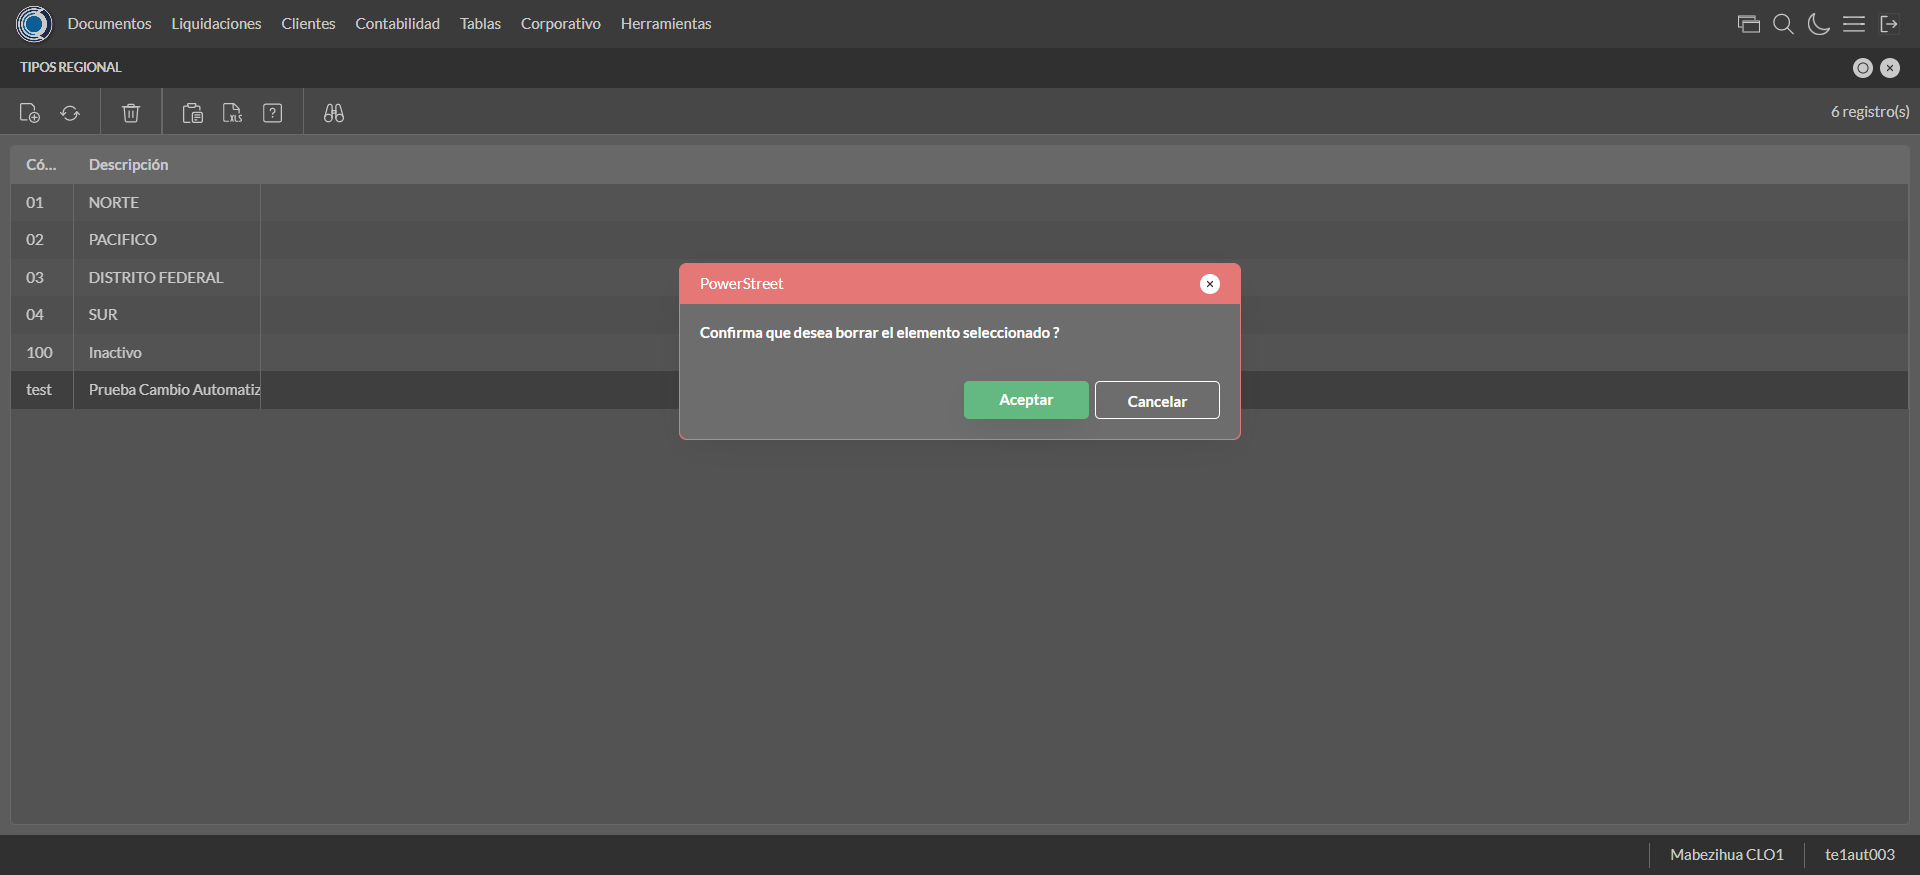 Documentos Liquidaciones Clientes Contabilidad Tablas Corporativo Herramientas
TIPOS REGIONAL
XLS ? 6 registro(s)
Có... Descripción
01 NORTE
02 PACIFICO
03 DISTRITO FEDERAL
04 SUR
100 Inactivo
test Prueba Cambio Automatiz
PowerStreet
Confirma que desea borrar el elemento seleccionado ?
Aceptar Cancelar
Mabezihua CLO1 te1aut003